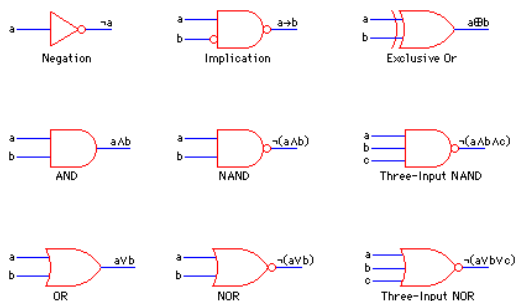 a ¬a
Negation
a b a→b
Implication
a b a⊕b
Exclusive Or
a b a∧b
AND
a b ¬(a∧b)
NAND
a b c ¬(a∧b∧c)
Three-Input NAND
a b a∨b
OR
a b ¬(a∨b)
NOR
a b c ¬(a∨b∨c)
Three-Input NOR